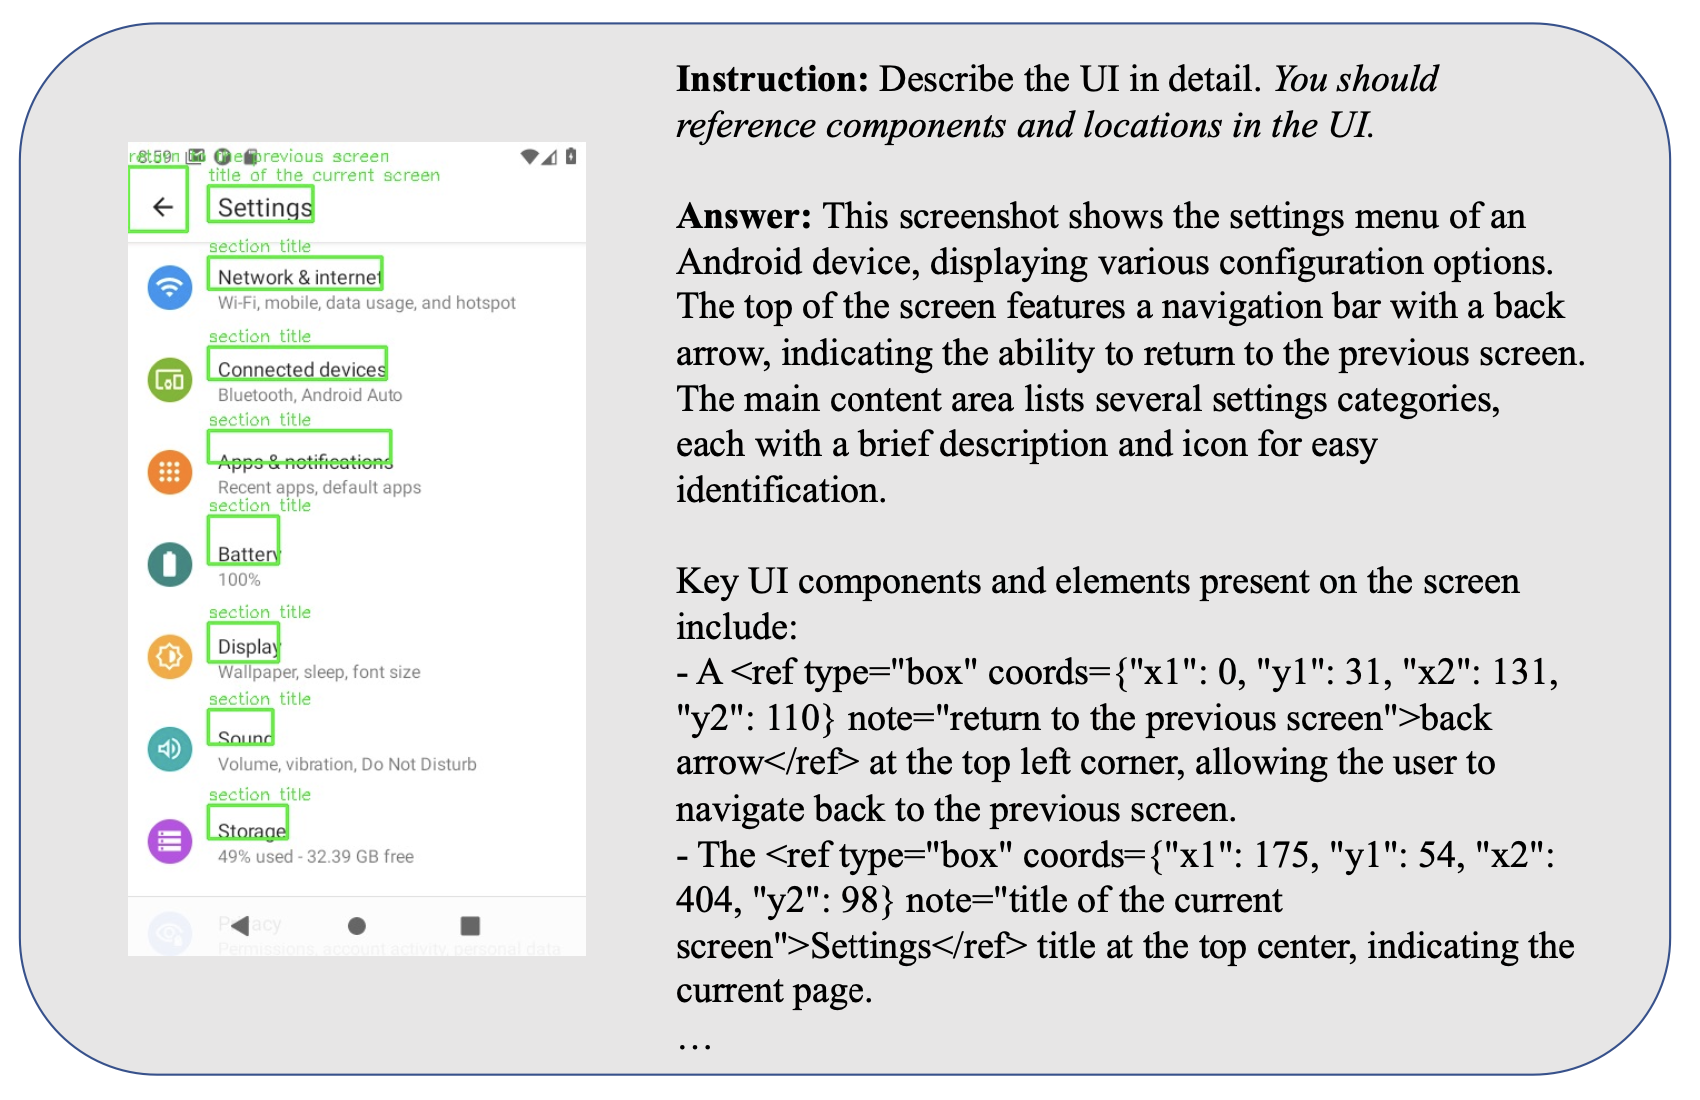 return to the previous screen
8:59
title of the current screen
Settings
section title
Network & internet
Wi-Fi, mobile, data usage, and hotspot
section title
Connected devices
Bluetooth, Android Auto
section title
Apps & notifications
Recent apps, default apps
section title
Battery
100%
section title
Display
Wallpaper, sleep, font size
section title
Sound
Volume, vibration, Do Not Disturb
section title
Storage
49% used - 32.39 GB free
Privacy
Permissions, account activity, personal data
Instruction: Describe the UI in detail. You should
reference components and locations in the UI.
Answer: This screenshot shows the settings menu of an
Android device, displaying various configuration options.
The top of the screen features a navigation bar with a back
arrow, indicating the ability to return to the previous screen.
The main content area lists several settings categories,
each with a brief description and icon for easy
identification.
Key UI components and elements present on the screen
include:
- A <ref type="box" coords={"x1": 0, "y1": 31, "x2": 131,
"y2": 110} note="return to the previous screen">back
arrow</ref> at the top left corner, allowing the user to
navigate back to the previous screen.
- The <ref type="box" coords={"x1": 175, "y1": 54, "x2":
404, "y2": 98} note="title of the current
screen">Settings</ref> title at the top center, indicating the
current page.
…